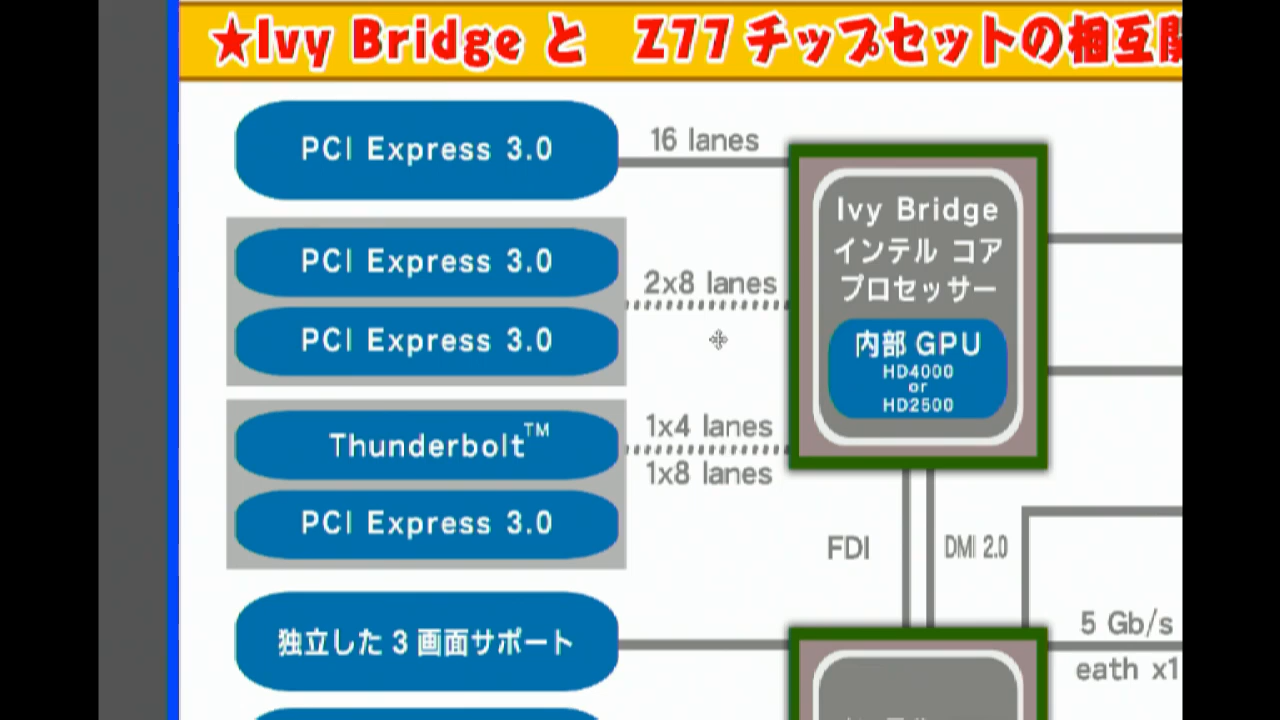 ★Ivy Bridge と Z77 チップセットの相互関
PCI Express 3.0
16 lanes
PCI Express 3.0
PCI Express 3.0
2x8 lanes
Thunderbolt™
PCI Express 3.0
1x4 lanes
1x8 lanes
Ivy Bridge
インテル コア
プロセッサー
内部 GPU
HD4000
or
HD2500
FDI
DMI 2.0
独立した 3 画面サポート
5 Gb/s
eath x1